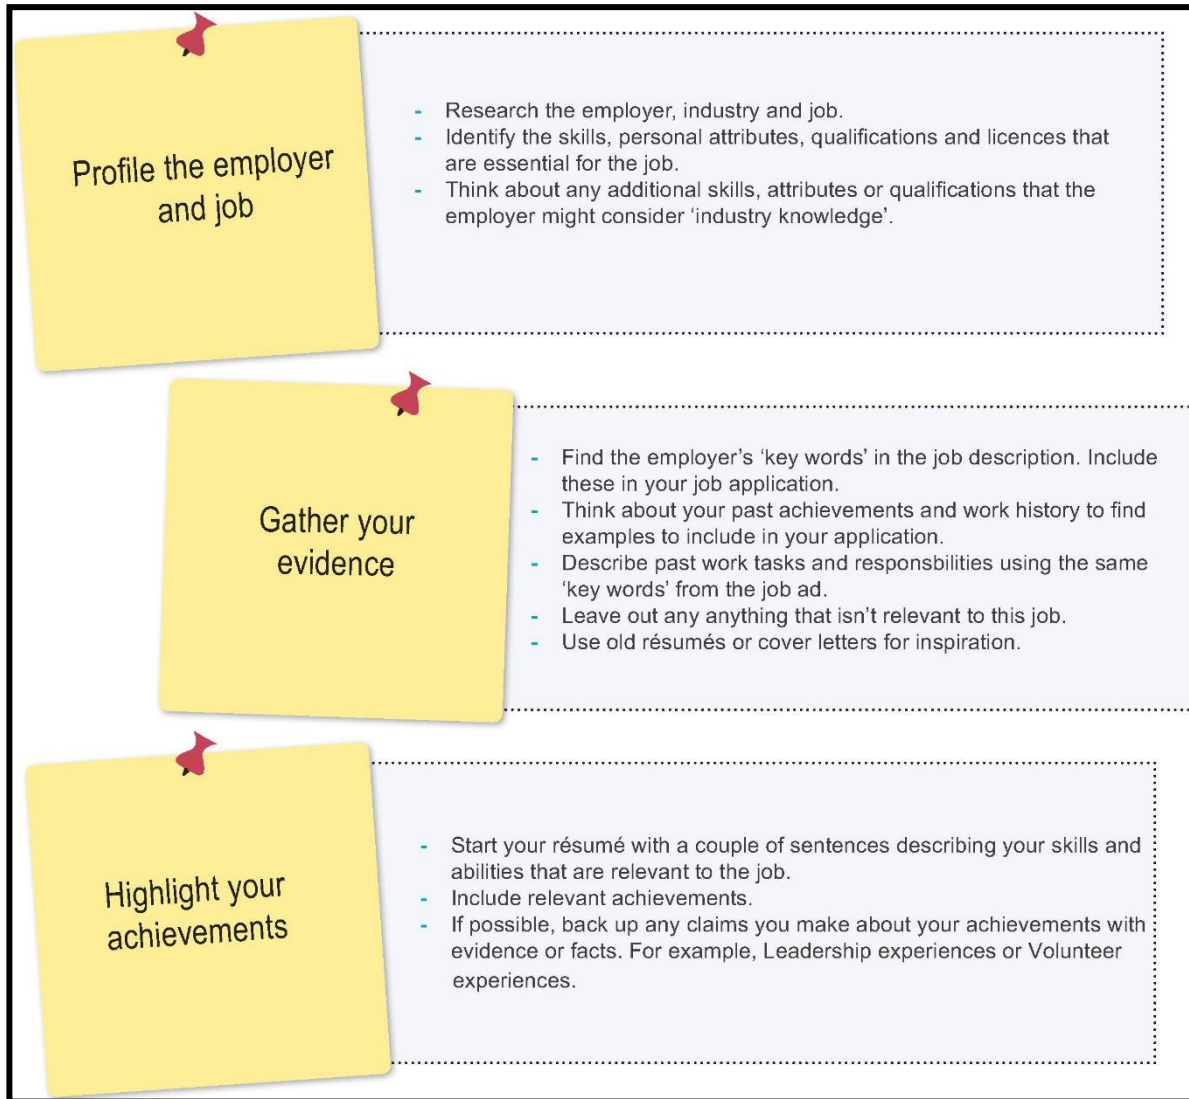 Profile the employer
and job
- Research the employer, industry and job.
- Identify the skills, personal attributes, qualifications and licences that
are essential for the job.
- Think about any additional skills, attributes or qualifications that the
employer might consider ‘industry knowledge’.
Gather your
evidence
- Find the employer’s ‘key words’ in the job description. Include
these in your job application.
- Think about your past achievements and work history to find
examples to include in your application.
- Describe past work tasks and responsbilities using the same
‘key words’ from the job ad.
- Leave out any anything that isn’t relevant to this job.
- Use old résumés or cover letters for inspiration.
Highlight your
achievements
- Start your résumé with a couple of sentences describing your skills and
abilities that are relevant to the job.
- Include relevant achievements.
- If possible, back up any claims you make about your achievements with
evidence or facts. For example, Leadership experiences or Volunteer
experiences.